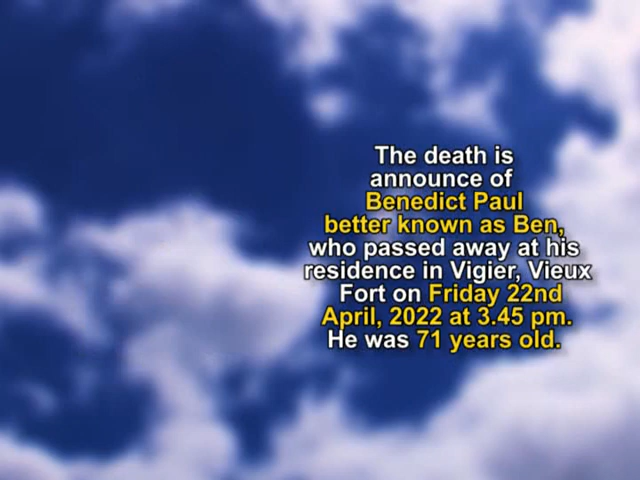 The death is
announce of
Benedict Paul
better known as Ben,
who passed away at his
residence in Vigier, Vieux
Fort on Friday 22nd
April, 2022 at 3.45 pm.
He was 71 years old.